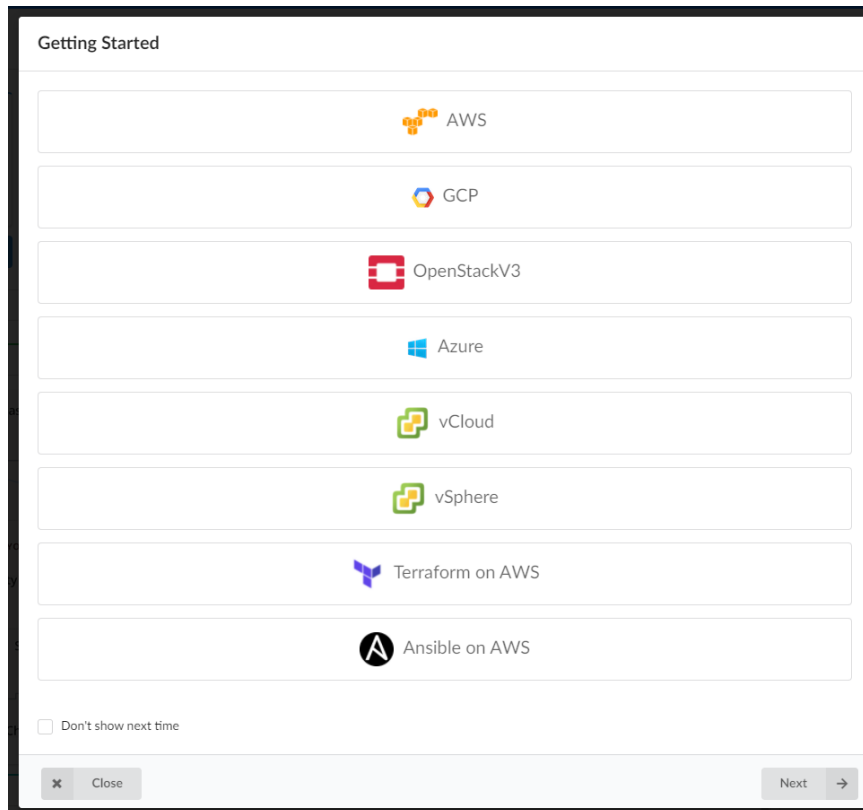 Getting Started
AWS
GCP
OpenStackV3
Azure
vCloud
vSphere
Terraform on AWS
Ansible on AWS
Don't show next time
Close
Next